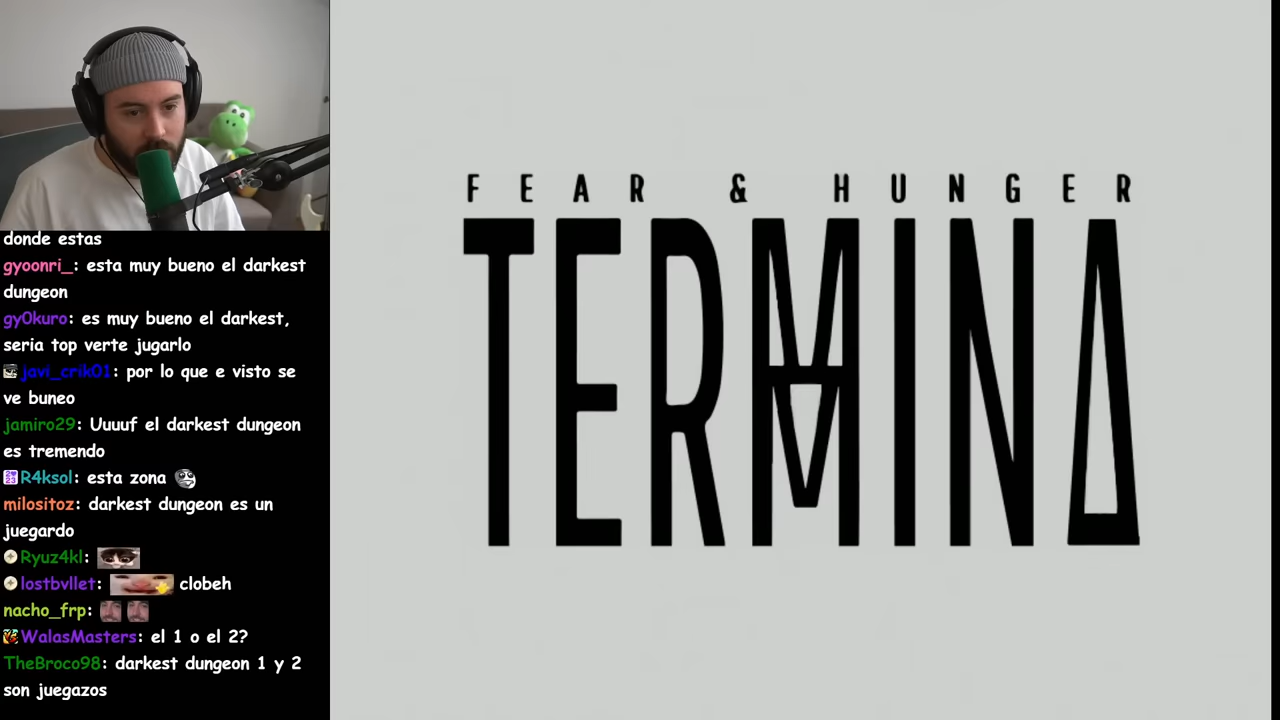 donde estas
gyoonri_: esta muy bueno el darkest
dungeon
gy0kuro: es muy bueno el darkest,
seria top verte jugarlo
javi_crik01: por lo que e visto se
ve buneo
jamiro29: Uuuuf el darkest dungeon
es tremendo
R4ksol: esta zona
milositoz: darkest dungeon es un
juegardo
Ryuz4kl:
lostbvllet: clobeh
nacho_frp:
WalasMasters: el 1 o el 2?
TheBroco98: darkest dungeon 1 y 2
son juegazos
FEAR & HUNGER
TERMINA